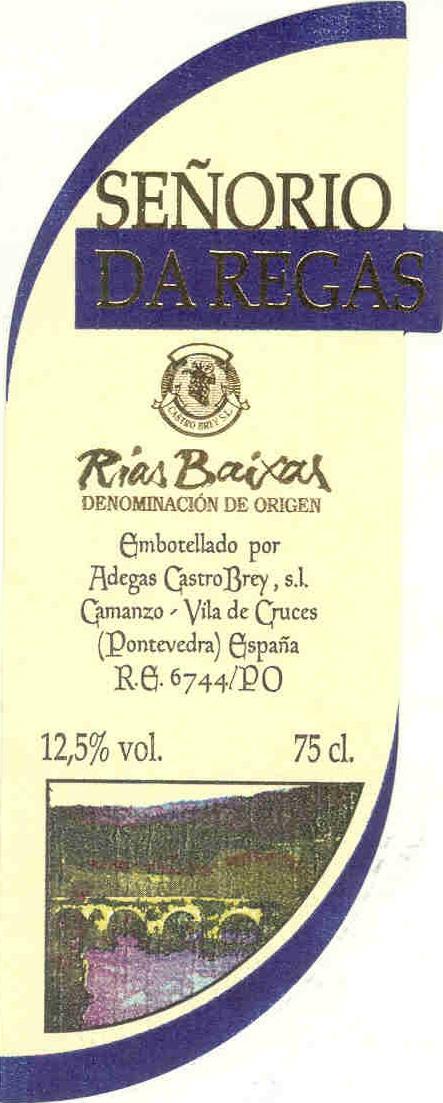 SEÑORIO
DA REGAS
CASTRO BREY S.L.
Rías Baixas
DENOMINACIÓN DE ORIGEN
Embotellado por
Adegas Castro Brey, s.l.
Camanzo - Vila de Cruces
(Pontevedra) España
R.E. 6744/PO
12,5% vol. 75 cl.